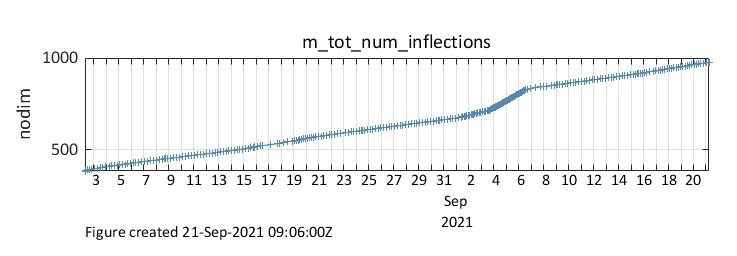 m_tot_num_inflections
1000
nodim
500
3 5 7 9 11 13 15 17 19 21 23 25 27 29 31 2 4 6 8 10 12 14 16 18 20
Sep
2021
Figure created 21-Sep-2021 09:06:00Z